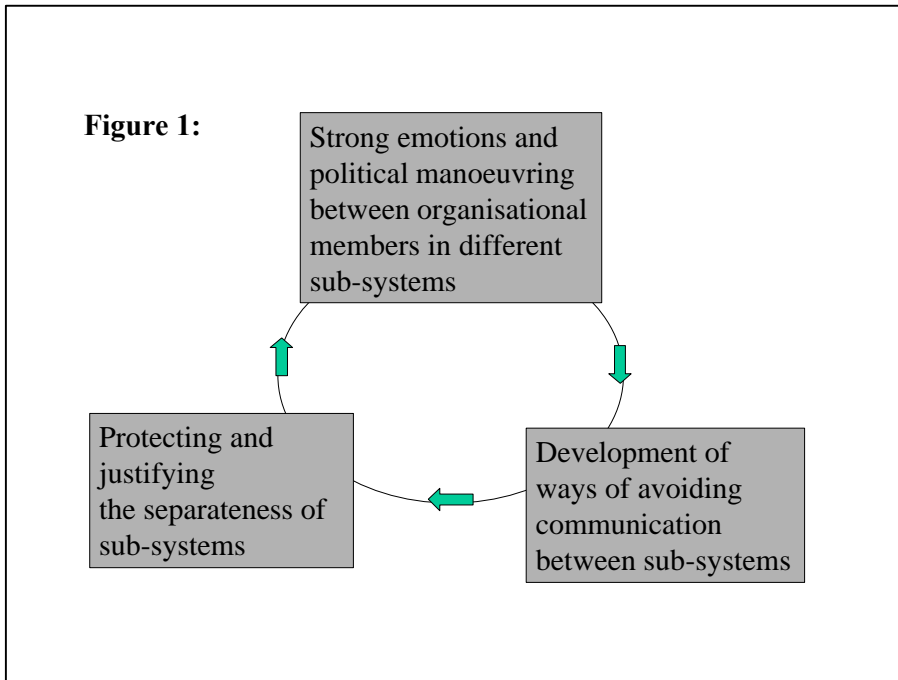 Figure 1:
Strong emotions and
political manoeuvring
between organisational
members in different
sub-systems
Protecting and
justifying
the separateness of
sub-systems
Development of
ways of avoiding
communication
between sub-systems